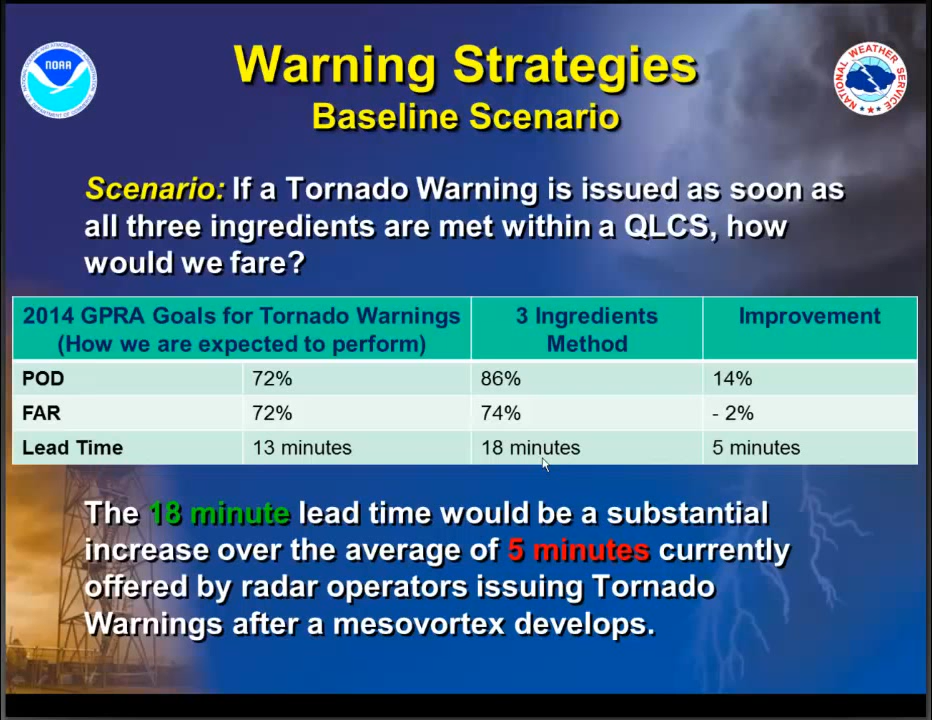 Warning Strategies
Baseline Scenario
NOAA
NATIONAL WEATHER SERVICE
Scenario: If a Tornado Warning is issued as soon as
all three ingredients are met within a QLCS, how
would we fare?
2014 GPRA Goals for Tornado Warnings
(How we are expected to perform)
3 Ingredients
Method
Improvement
POD 72% 86% 14%
FAR 72% 74% - 2%
Lead Time 13 minutes 18 minutes 5 minutes
The 18 minute lead time would be a substantial
increase over the average of 5 minutes currently
offered by radar operators issuing Tornado
Warnings after a mesovortex develops.